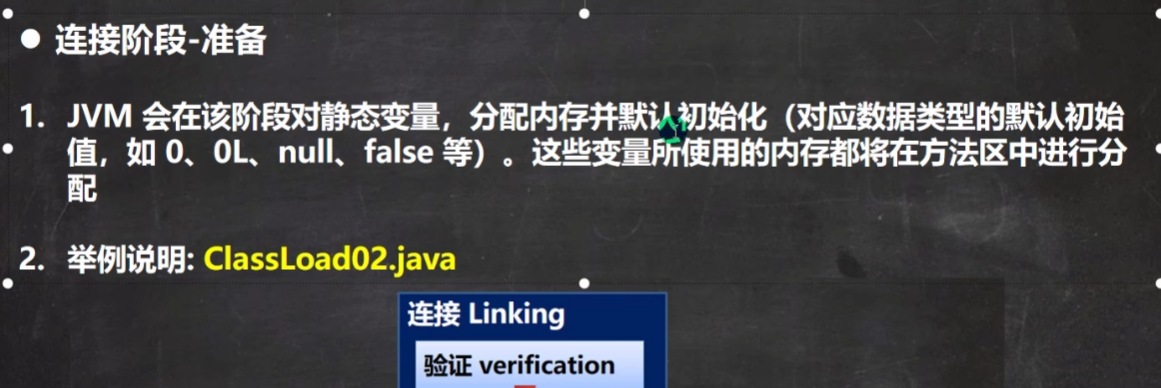 ● 连接阶段-准备
1. JVM 会在该阶段对静态变量，分配内存并默认初始化（对应数据类型的默认初始
值，如 0、0L、null、false 等）。这些变量所使用的内存都将在方法区中进行分
配
2. 举例说明: ClassLoad02.java
连接 Linking
验证 verification